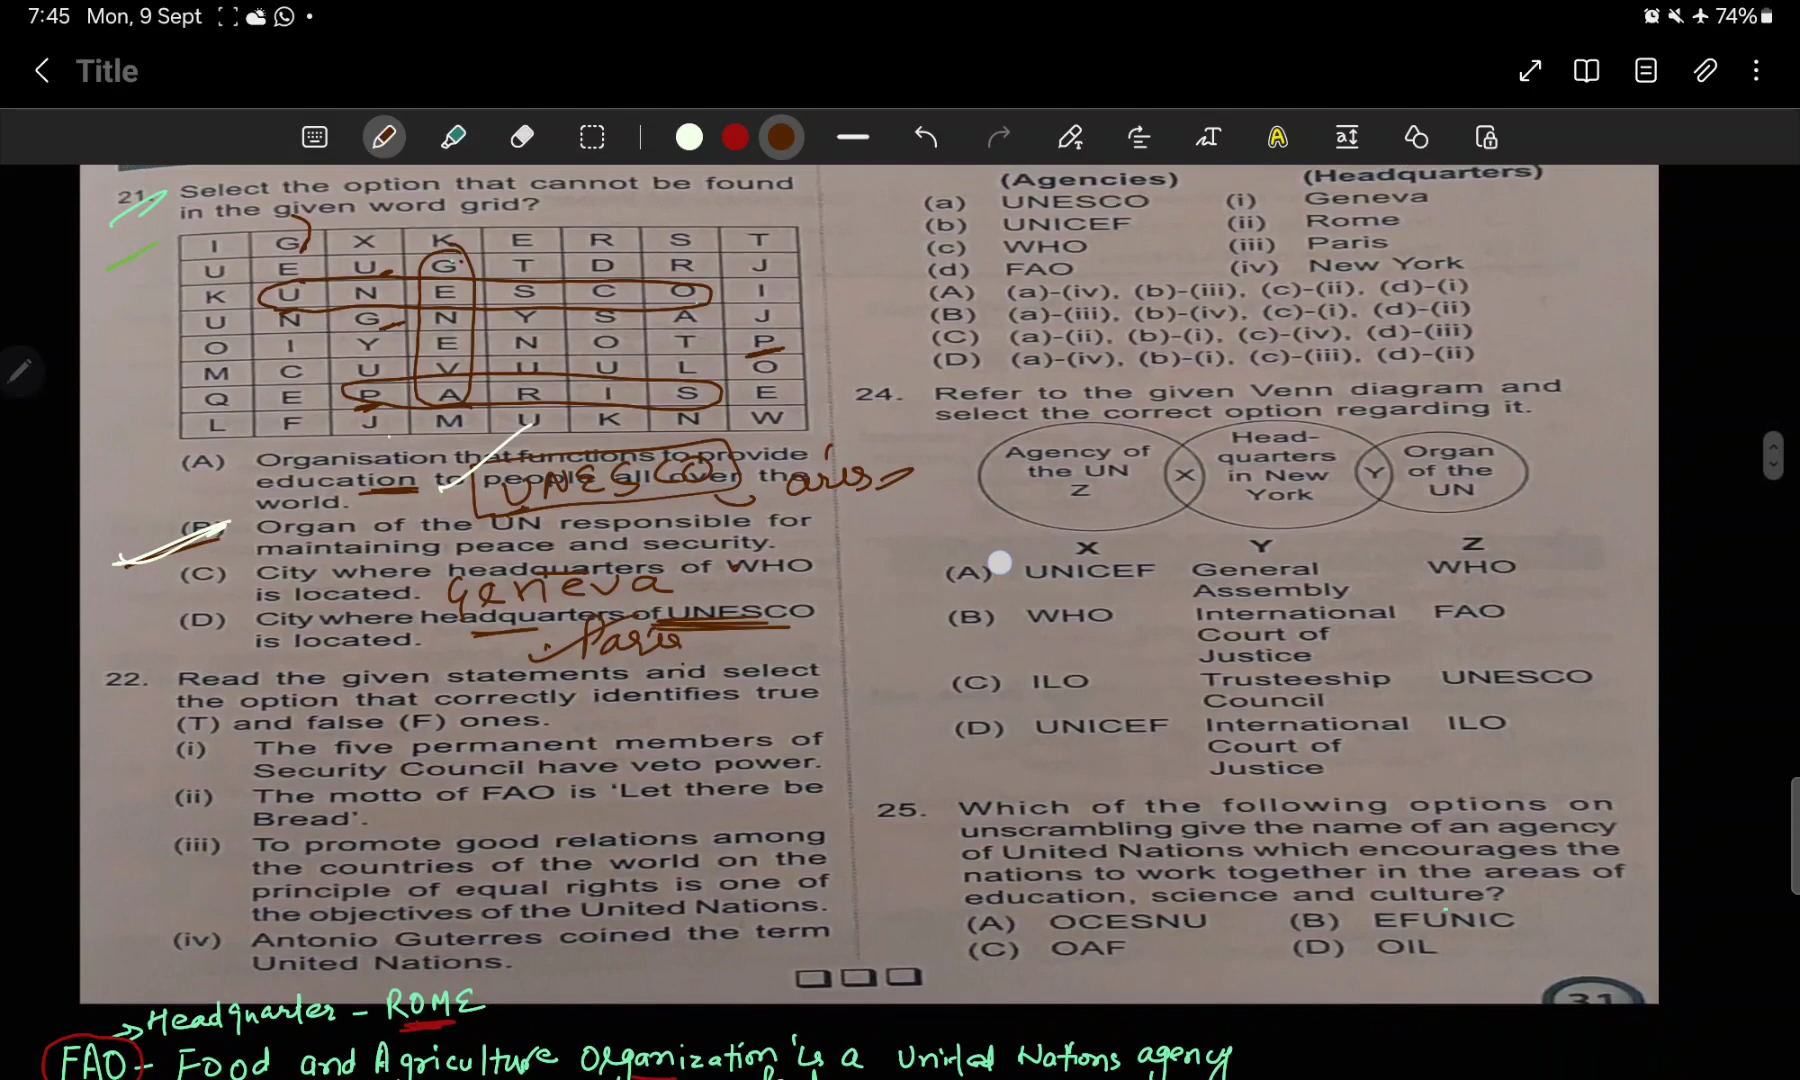 7:45 Mon, 9 Sept
74%
Title
21. Select the option that cannot be found
in the given word grid?
I G X K E R S T
U E U G T D R J
K U N E S C O I
U N G N Y S A J
O I Y E N O T P
M C U V U U L O
Q E P A R I S E
L F J M U K N W
(A) Organisation that functions to provide
education to people all over the
world.
UNESCO
aris
(B) Organ of the UN responsible for
maintaining peace and security.
(C) City where headquarters of WHO
is located.
Geneva
(D) City where headquarters of UNESCO
is located.
Paris
22. Read the given statements and select
the option that correctly identifies true
(T) and false (F) ones.
(i) The five permanent members of
Security Council have veto power.
(ii) The motto of FAO is 'Let there be
Bread'.
(iii) To promote good relations among
the countries of the world on the
principle of equal rights is one of
the objectives of the United Nations.
(iv) Antonio Guterres coined the term
United Nations.
(Agencies) (Headquarters)
(a) UNESCO (i) Geneva
(b) UNICEF (ii) Rome
(c) WHO (iii) Paris
(d) FAO (iv) New York
(A) (a)-(iv), (b)-(iii), (c)-(ii), (d)-(i)
(B) (a)-(iii), (b)-(iv), (c)-(i), (d)-(ii)
(C) (a)-(ii), (b)-(i), (c)-(iv), (d)-(iii)
(D) (a)-(iv), (b)-(i), (c)-(iii), (d)-(ii)
24. Refer to the given Venn diagram and
select the correct option regarding it.
Agency of
the UN
Z
X
Head-
quarters
in New
York
Y
Organ
of the
UN
X Y Z
(A) UNICEF General WHO
Assembly
(B) WHO International FAO
Court of
Justice
(C) ILO Trusteeship UNESCO
Council
(D) UNICEF International ILO
Court of
Justice
25. Which of the following options on
unscrambling give the name of an agency
of United Nations which encourages the
nations to work together in the areas of
education, science and culture?
(A) OCESNU (B) EFUNIC
(C) OAF (D) OIL
31
Headquarter - ROME
FAO - Food and Agriculture Organization is a United Nations agency